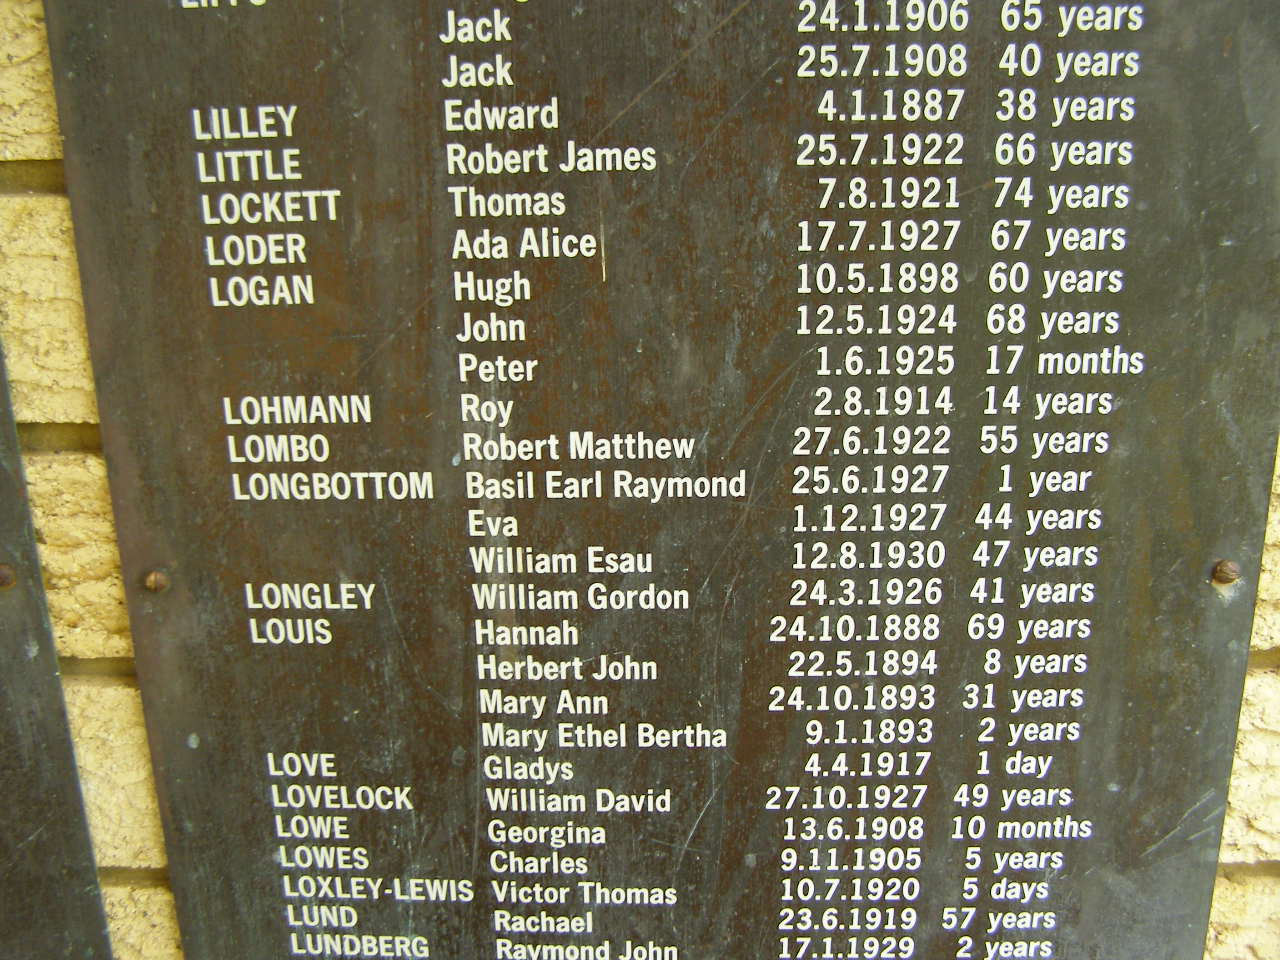 Jack 24.1.1906 65 years
Jack 25.7.1908 40 years
LILLEY Edward 4.1.1887 38 years
LITTLE Robert James 25.7.1922 66 years
LOCKETT Thomas 7.8.1921 74 years
LODER Ada Alice 17.7.1927 67 years
LOGAN Hugh 10.5.1898 60 years
John 12.5.1924 68 years
Peter 1.6.1925 17 months
LOHMANN Roy 2.8.1914 14 years
LOMBO Robert Matthew 27.6.1922 55 years
LONGBOTTOM Basil Earl Raymond 25.6.1927 1 year
Eva 1.12.1927 44 years
William Esau 12.8.1930 47 years
LONGLEY William Gordon 24.3.1926 41 years
LOUIS Hannah 24.10.1888 69 years
Herbert John 22.5.1894 8 years
Mary Ann 24.10.1893 31 years
Mary Ethel Bertha 9.1.1893 2 years
LOVE Gladys 4.4.1917 1 day
LOVELOCK William David 27.10.1927 49 years
LOWE Georgina 13.6.1908 10 months
LOWES Charles 9.11.1905 5 years
LOXLEY-LEWIS Victor Thomas 10.7.1920 5 days
LUND Rachael 23.6.1919 57 years
LUNDBERG Raymond John 17.1.1929 2 years